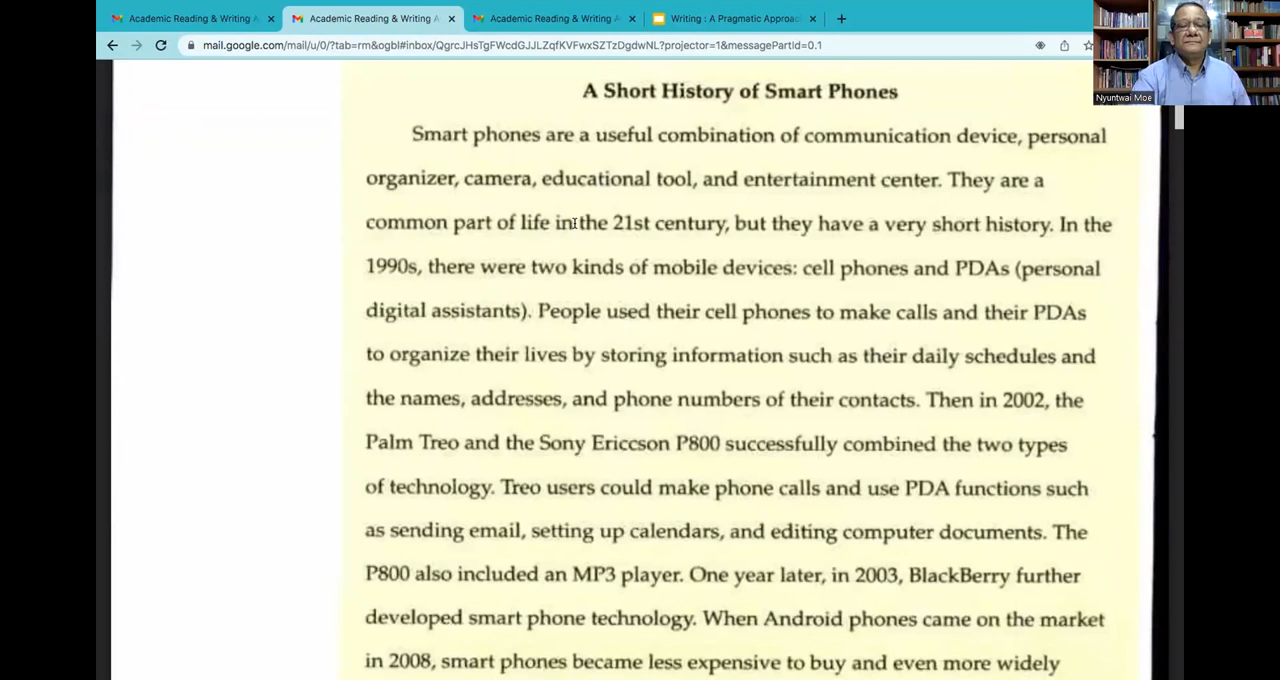 Academic Reading & Writing
Academic Reading & Writing
Academic Reading & Writing
Writing : A Pragmatic Approac
mail.google.com/mail/u/0/?tab=rm&ogbl#inbox/QgrcJHsTgFWcdGJJLZqfKVFwxSZTzDgdwNL?projector=1&messagePartId=0.1
Nyuntwai Moe
A Short History of Smart Phones
Smart phones are a useful combination of communication device, personal
organizer, camera, educational tool, and entertainment center. They are a
common part of life in the 21st century, but they have a very short history. In the
1990s, there were two kinds of mobile devices: cell phones and PDAs (personal
digital assistants). People used their cell phones to make calls and their PDAs
to organize their lives by storing information such as their daily schedules and
the names, addresses, and phone numbers of their contacts. Then in 2002, the
Palm Treo and the Sony Ericcson P800 successfully combined the two types
of technology. Treo users could make phone calls and use PDA functions such
as sending email, setting up calendars, and editing computer documents. The
P800 also included an MP3 player. One year later, in 2003, BlackBerry further
developed smart phone technology. When Android phones came on the market
in 2008, smart phones became less expensive to buy and even more widely